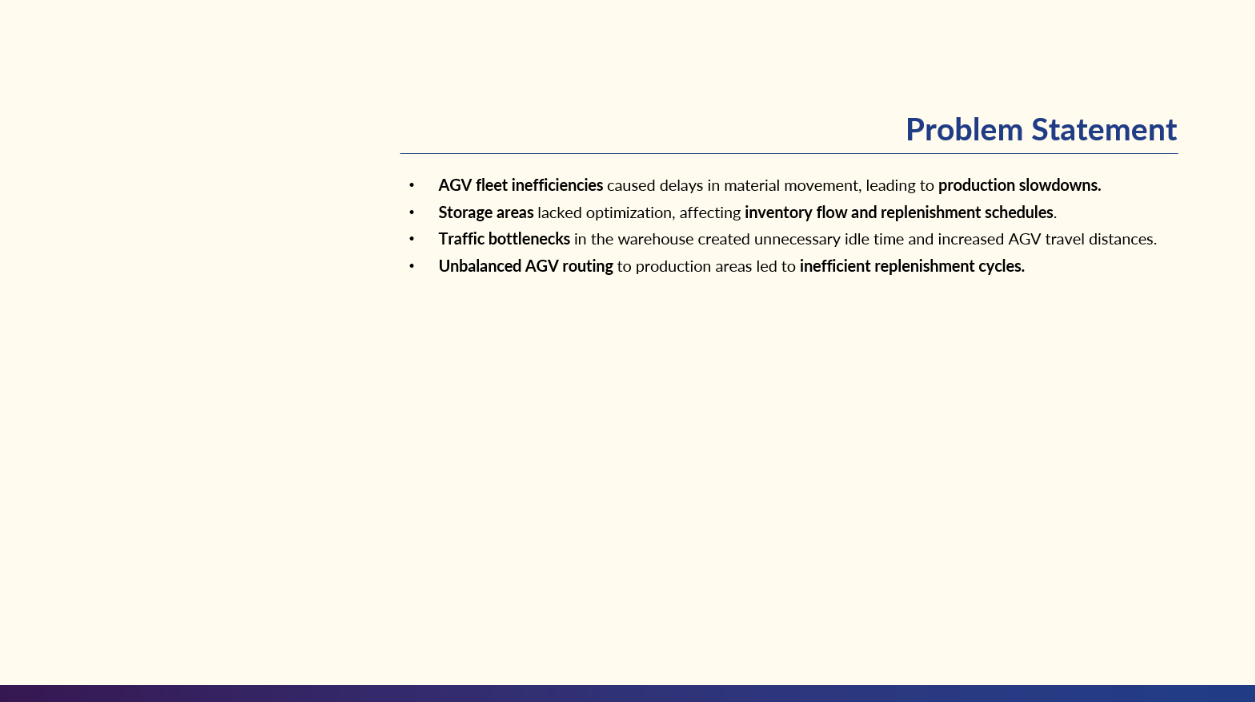 Problem Statement
• AGV fleet inefficiencies caused delays in material movement, leading to production slowdowns.
• Storage areas lacked optimization, affecting inventory flow and replenishment schedules.
• Traffic bottlenecks in the warehouse created unnecessary idle time and increased AGV travel distances.
• Unbalanced AGV routing to production areas led to inefficient replenishment cycles.